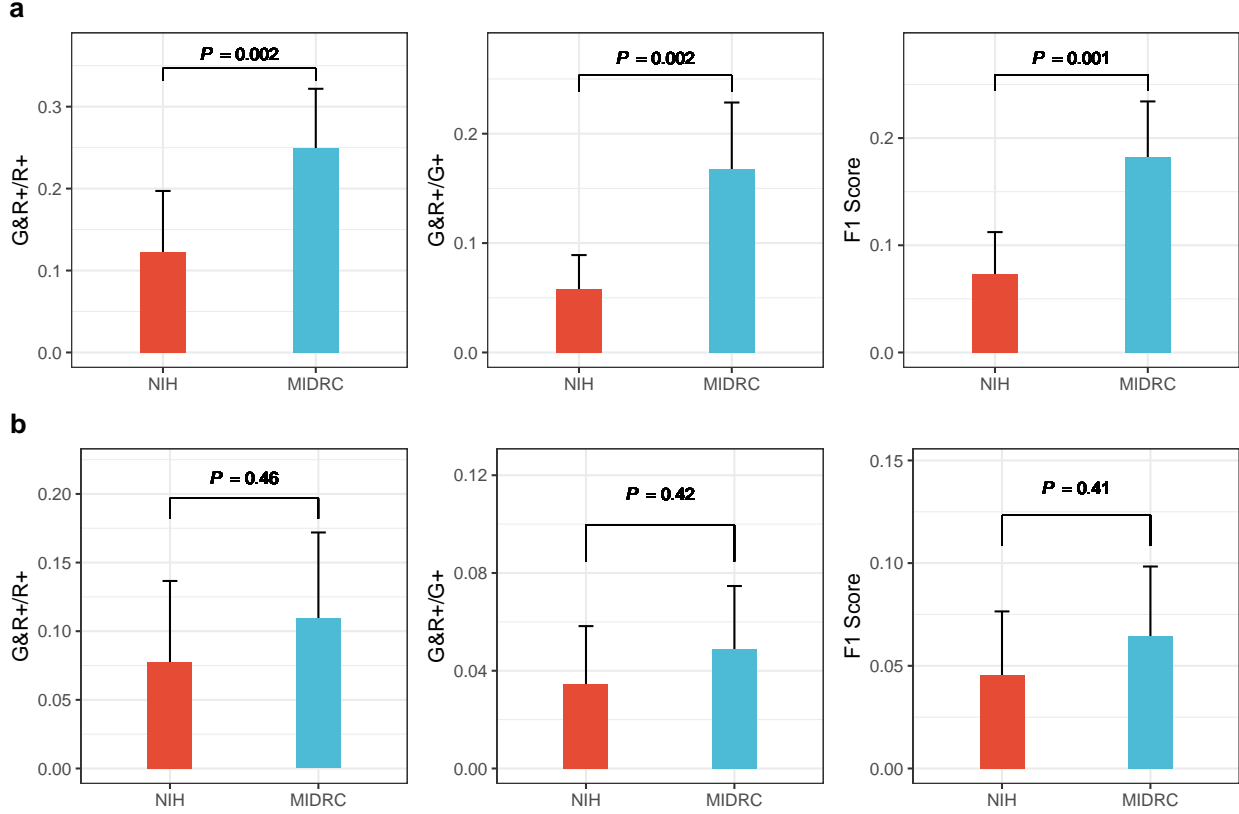 a
P = 0.002
G&R+/R+
0.3
0.2
0.1
0.0
NIH
MIDRC
P = 0.002
G&R+/G+
0.2
0.1
0.0
NIH
MIDRC
P = 0.001
F1 Score
0.2
0.1
0.0
NIH
MIDRC
b
P = 0.46
G&R+/R+
0.20
0.15
0.10
0.05
0.00
NIH
MIDRC
P = 0.42
G&R+/G+
0.12
0.08
0.04
0.00
NIH
MIDRC
P = 0.41
F1 Score
0.15
0.10
0.05
0.00
NIH
MIDRC